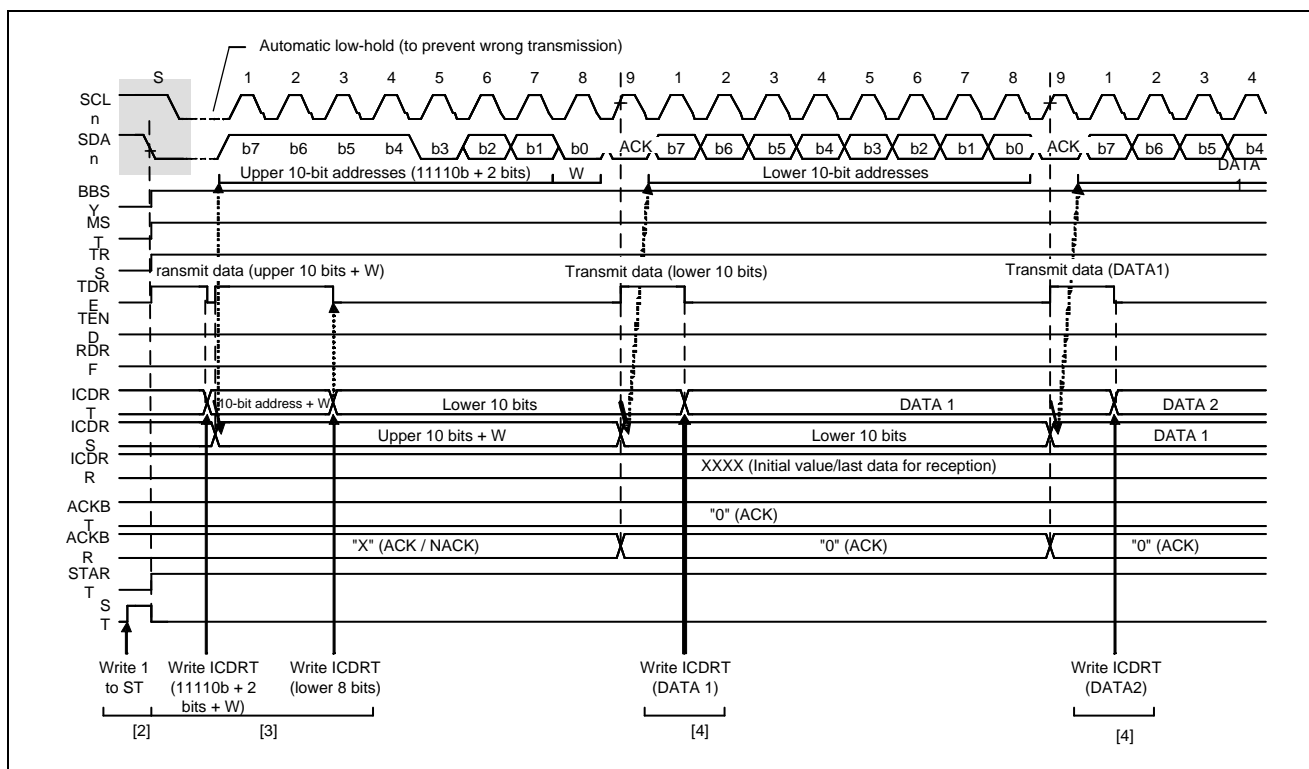 Automatic low-hold (to prevent wrong transmission)
S 1 2 3 4 5 6 7 8 9 1 2 3 4 5 6 7 8 9 1 2 3 4
SCL
n
SDA
n
b7 b6 b5 b4 b3 b2 b1 b0 ACK b7 b6 b5 b4 b3 b2 b1 b0 ACK b7 b6 b5 b4
Upper 10-bit addresses (11110b + 2 bits) W Lower 10-bit addresses DATA
1
BBS
Y
MS
T
TR
S
ransmit data (upper 10 bits + W) Transmit data (lower 10 bits) Transmit data (DATA1)
TDR
E
TEN
D
RDR
F
ICDR
T
10-bit address + W Lower 10 bits DATA 1 DATA 2
ICDR
S
Upper 10 bits + W Lower 10 bits DATA 1
ICDR
R
XXXX (Initial value/last data for reception)
ACKB
T
"0" (ACK)
ACKB
R
"X" (ACK / NACK) "0" (ACK) "0" (ACK)
STAR
T
S
T
Write 1
to ST
Write ICDRT
(11110b + 2
bits + W)
Write ICDRT
(lower 8 bits)
Write ICDRT
(DATA 1)
Write ICDRT
(DATA2)
[2] [3] [4] [4]